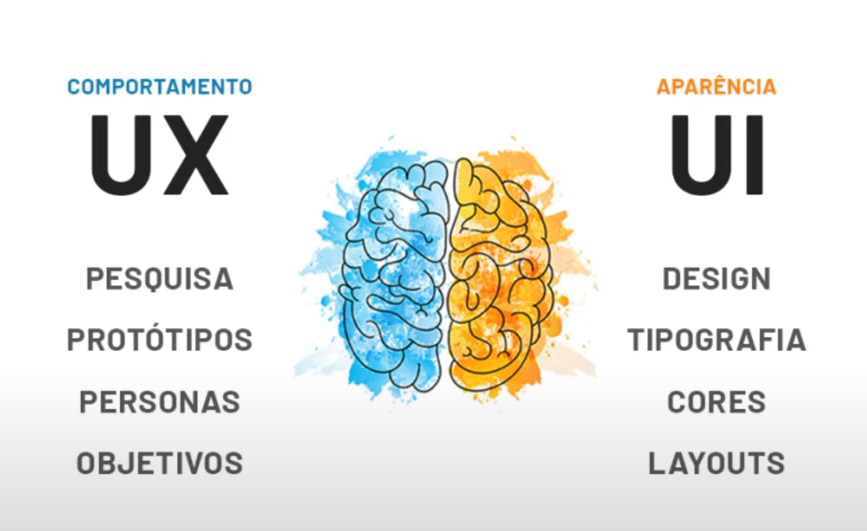 COMPORTAMENTO
UX
PESQUISA
PROTÓTIPOS
PERSONAS
OBJETIVOS
APARÊNCIA
UI
DESIGN
TIPOGRAFIA
CORES
LAYOUTS